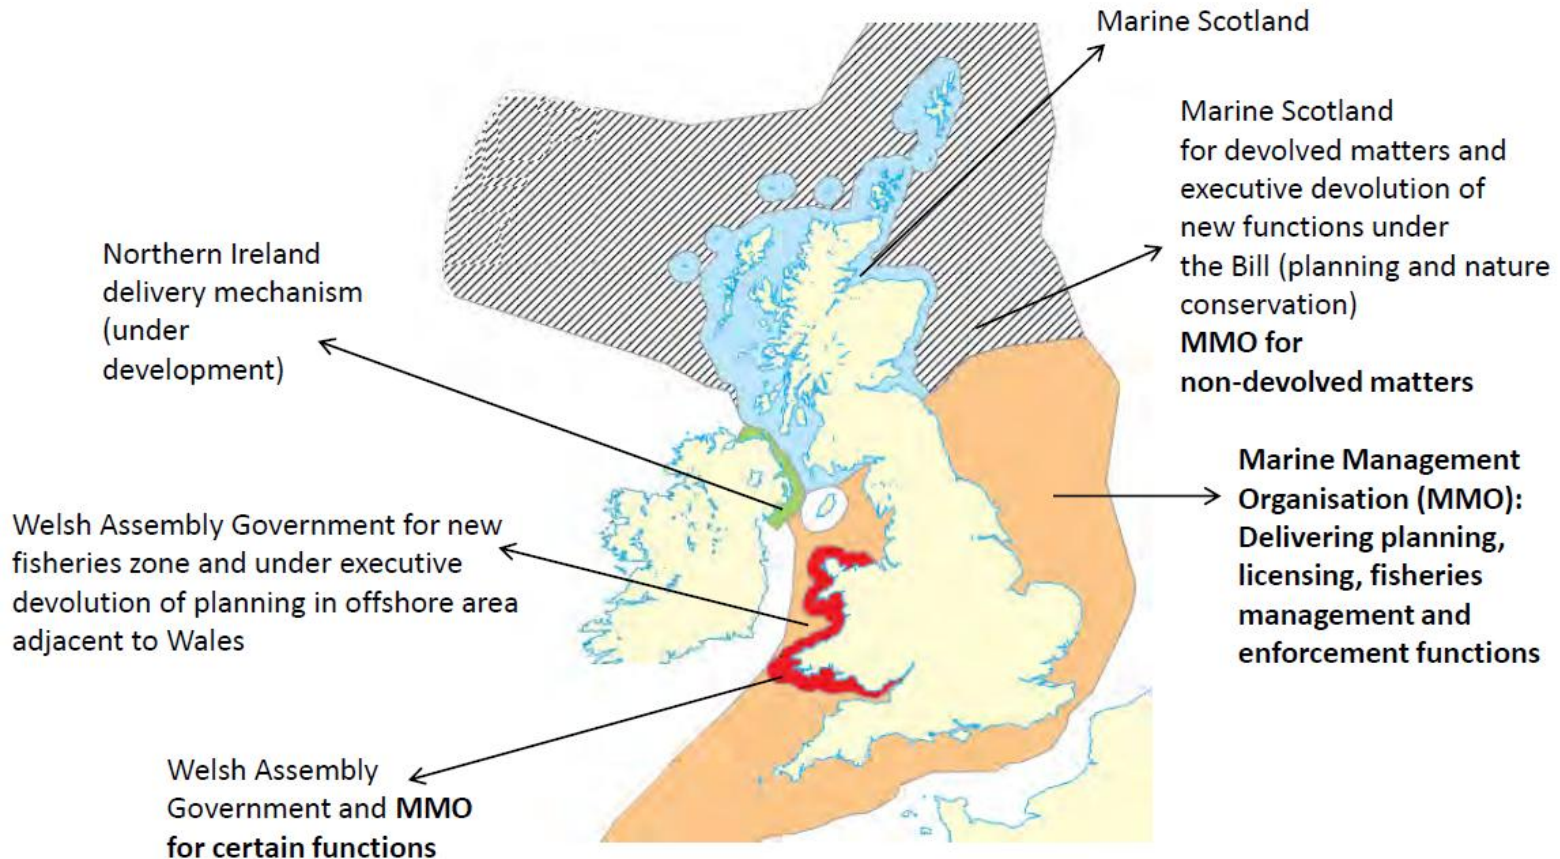 Marine Scotland
Marine Scotland
for devolved matters and
executive devolution of
new functions under
the Bill (planning and nature
conservation)
MMO for
non-devolved matters
Northern Ireland
delivery mechanism
(under
development)
Marine Management
Organisation (MMO):
Delivering planning,
licensing, fisheries
management and
enforcement functions
Welsh Assembly Government for new
fisheries zone and under executive
devolution of planning in offshore area
adjacent to Wales
Welsh Assembly
Government and MMO
for certain functions